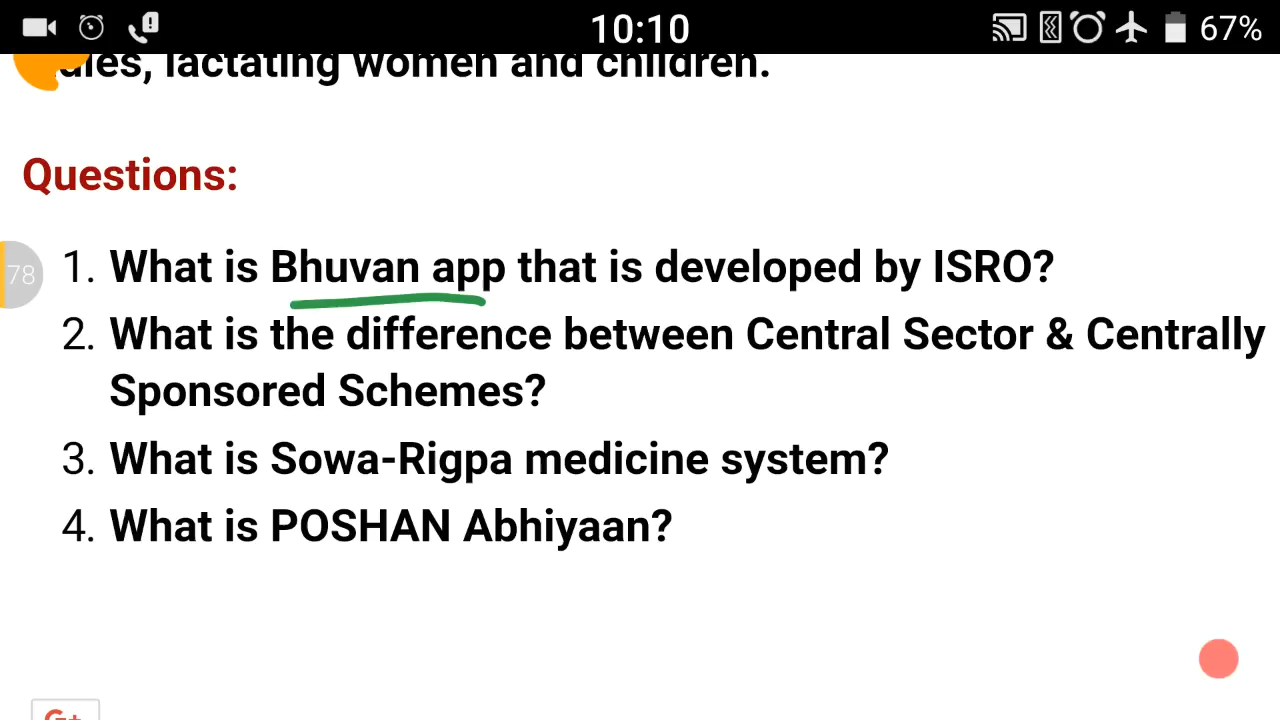 10:10
67%
lactating women and children.
Questions:
78
1. What is Bhuvan app that is developed by ISRO?
2. What is the difference between Central Sector & Centrally
Sponsored Schemes?
3. What is Sowa-Rigpa medicine system?
4. What is POSHAN Abhiyaan?
G+